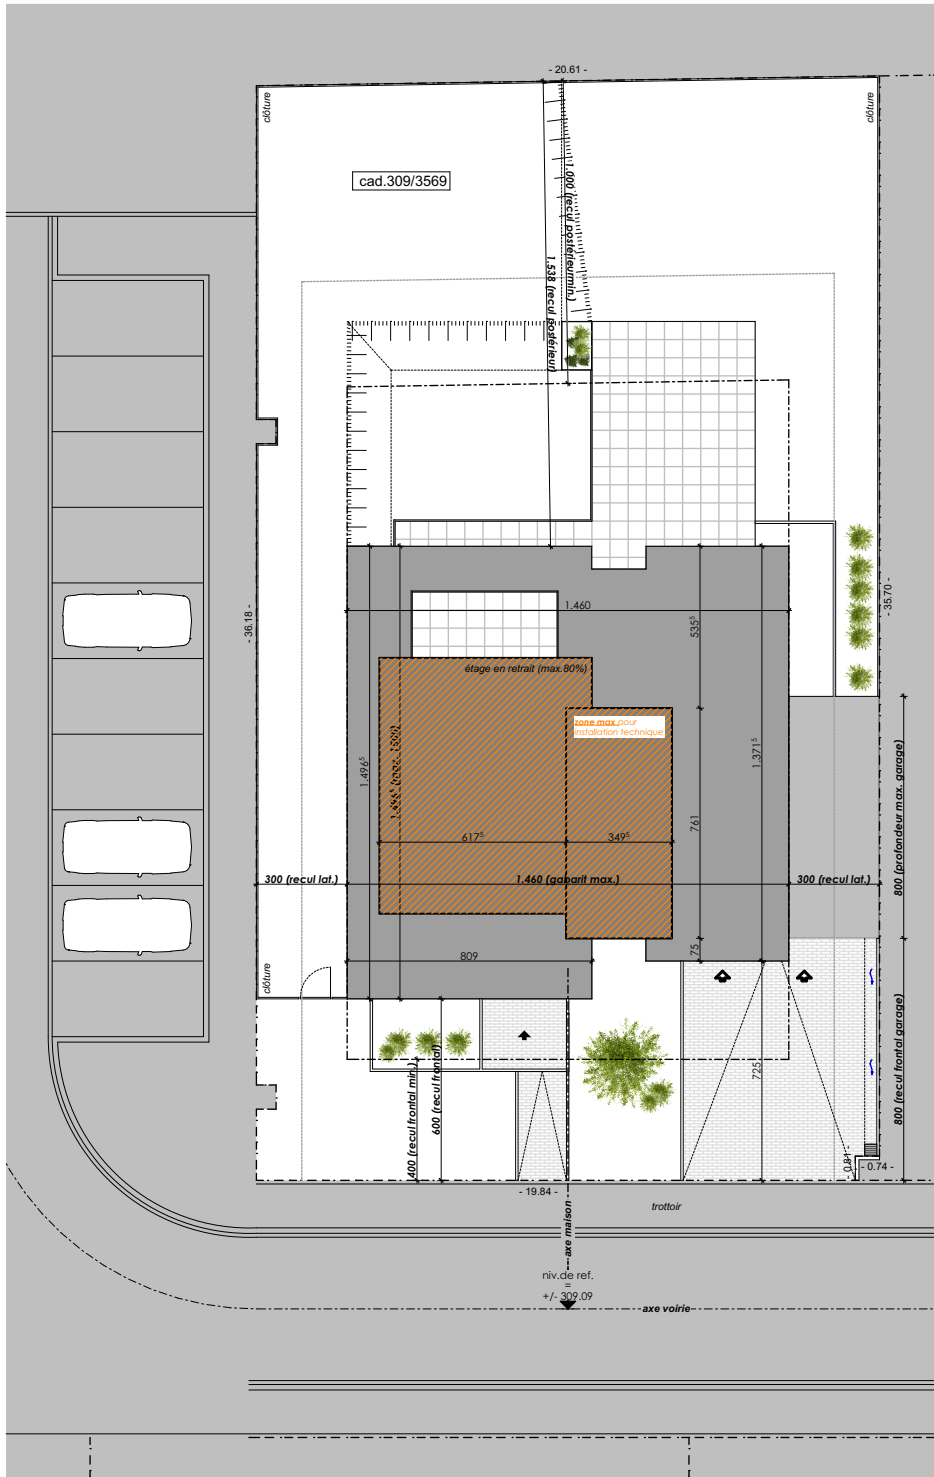 - 20.61 -
clôture
clôture
cad.309/3569
1.000 (recul postérieurmin.)
1.538 (recul postérieur)
- 36.18 -
- 35.70 -
1.460
535⁵
étage en retrait (max.80%)
zone max pour
installation technique
1.496⁵
1.371⁵
761
800 (profondeur max. garage)
617⁵
349⁵
300 (recul lat.)
1.460 (gabarit max.)
300 (recul lat.)
75
809
clôture
400 (recul frontal min.)
600 (recul frontal)
725
800 (recul frontal garage)
- 0.81 -
- 0.74 -
- 19.84 -
trottoir
axe maison
niv.de ref.
=
+/- 309.09
axe voirie